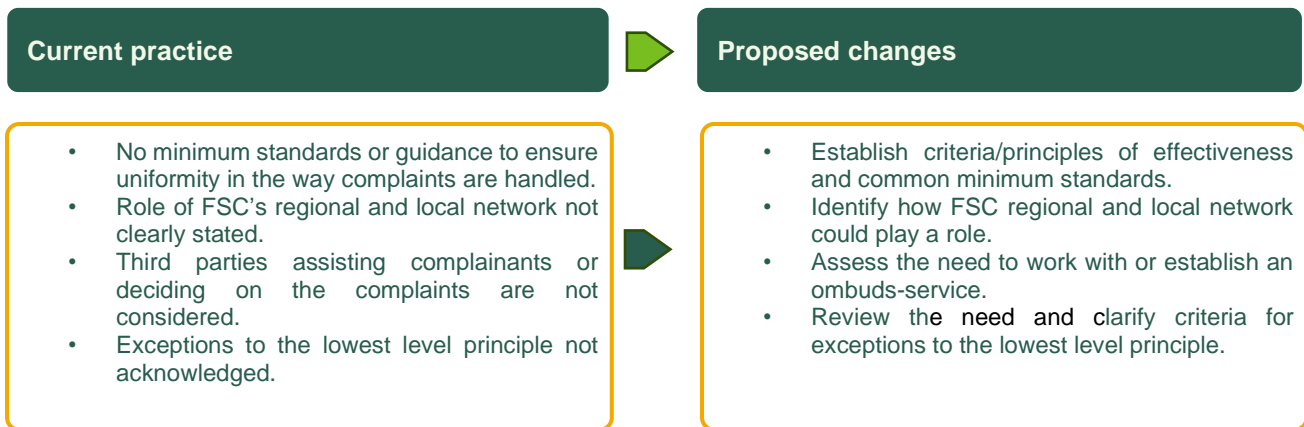 Current practice
Proposed changes
• No minimum standards or guidance to ensure
uniformity in the way complaints are handled.
• Role of FSC's regional and local network not
clearly stated.
• Third parties assisting complainants or
deciding on the complaints are not
considered.
• Exceptions to the lowest level principle not
acknowledged.
• Establish criteria/principles of effectiveness
and common minimum standards.
• Identify how FSC regional and local network
could play a role.
• Assess the need to work with or establish an
ombuds-service.
• Review the need and clarify criteria for
exceptions to the lowest level principle.